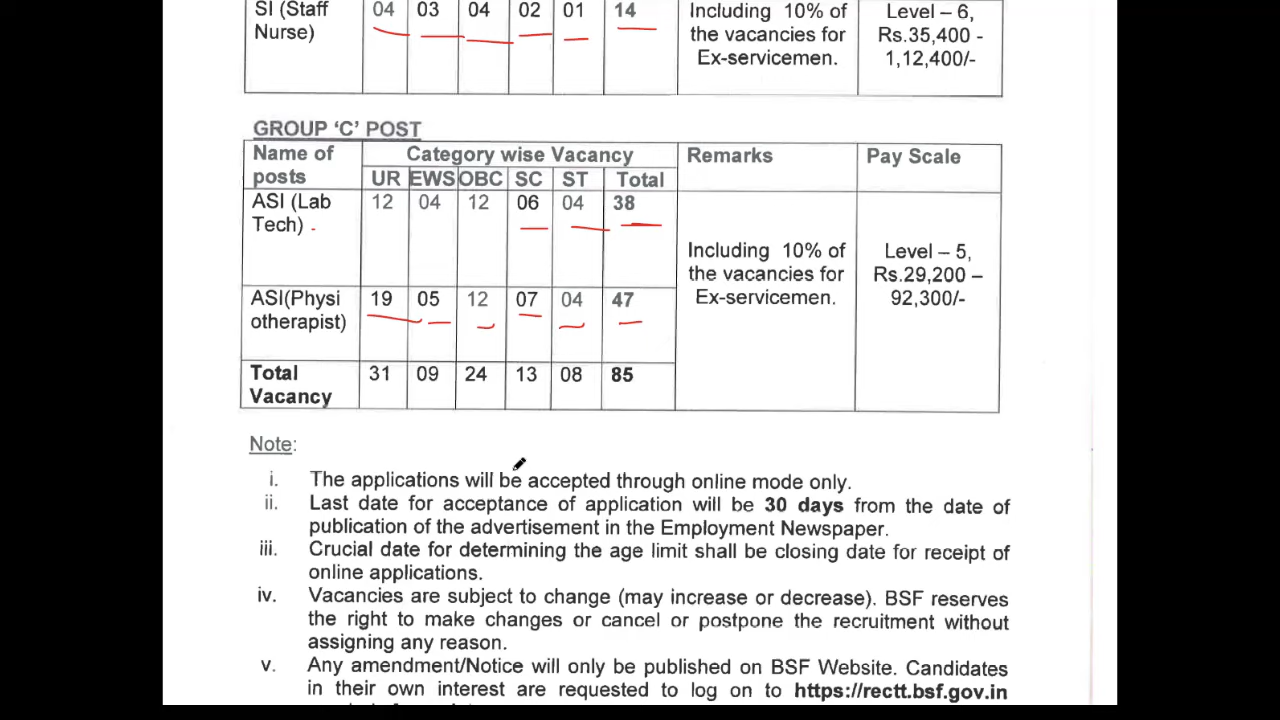 SI (Staff 04 03 04 02 01 14 Including 10% of Level – 6,
Nurse) the vacancies for Rs.35,400 -
Ex-servicemen. 1,12,400/-
GROUP ‘C’ POST
Name of Category wise Vacancy Remarks Pay Scale
posts UR EWS OBC SC ST Total
ASI (Lab 12 04 12 06 04 38
Tech)
Including 10% of Level – 5,
the vacancies for Rs.29,200 –
ASI(Physi 19 05 12 07 04 47 Ex-servicemen. 92,300/-
otherapist)
Total 31 09 24 13 08 85
Vacancy
Note:
i. The applications will be accepted through online mode only.
ii. Last date for acceptance of application will be 30 days from the date of
publication of the advertisement in the Employment Newspaper.
iii. Crucial date for determining the age limit shall be closing date for receipt of
online applications.
iv. Vacancies are subject to change (may increase or decrease). BSF reserves
the right to make changes or cancel or postpone the recruitment without
assigning any reason.
v. Any amendment/Notice will only be published on BSF Website. Candidates
in their own interest are requested to log on to https://rectt.bsf.gov.in